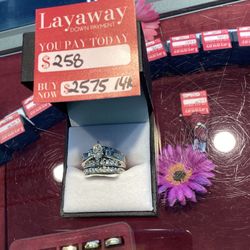 Layaway
DOWN PAYMENT
YOU PAY TODAY
$258
BUY NOW $2575 14k